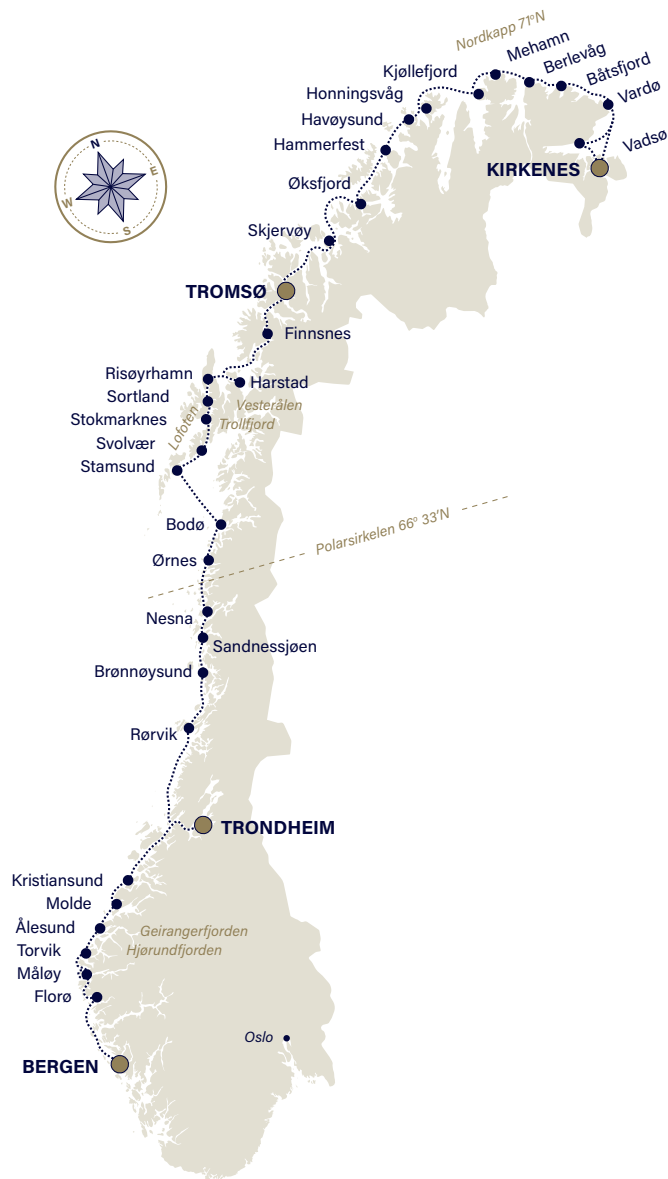 Nordkapp 71°N
Mehamn
Kjøllefjord
Berlevåg
Båtsfjord
Honningsvåg
Vardø
Havøysund
Hammerfest
Vadsø
KIRKENES
N
E
W
S
Øksfjord
Skjervøy
TROMSØ
Finnsnes
Risøyrhamn
Harstad
Sortland
Vesterålen
Stokmarknes
Lofoten
Trollfjord
Svolvær
Stamsund
Bodø
Polarsirkelen 66° 33'N
Ørnes
Nesna
Sandnessjøen
Brønnøysund
Rørvik
TRONDHEIM
Kristiansund
Molde
Ålesund
Geirangerfjorden
Torvik
Hjørundfjorden
Måløy
Florø
Oslo
BERGEN